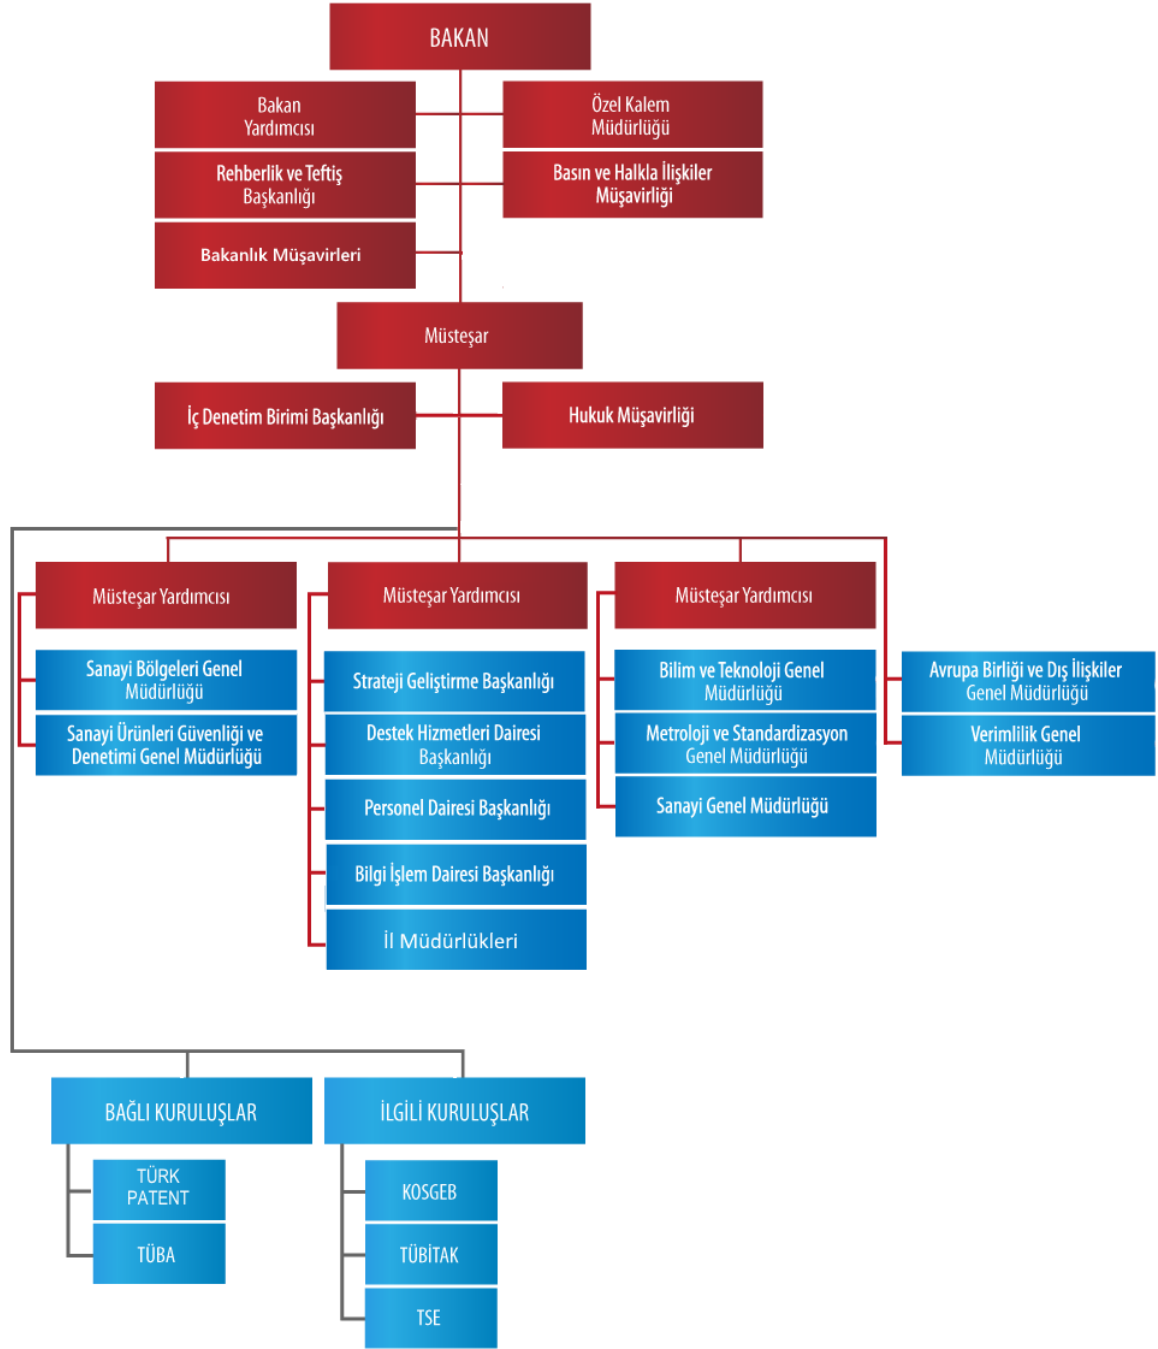 BAKAN
Bakan
Yardımcısı
Özel Kalem
Müdürlüğü
Rehberlik ve Teftiş
Başkanlığı
Basın ve Halkla İlişkiler
Müşavirliği
Bakanlık Müşavirleri
Müsteşar
İç Denetim Birimi Başkanlığı
Hukuk Müşavirliği
Müsteşar Yardımcısı
Sanayi Bölgeleri Genel
Müdürlüğü
Sanayi Ürünleri Güvenliği ve
Denetimi Genel Müdürlüğü
Müsteşar Yardımcısı
Strateji Geliştirme Başkanlığı
Destek Hizmetleri Dairesi
Başkanlığı
Personel Dairesi Başkanlığı
Bilgi İşlem Dairesi Başkanlığı
İl Müdürlükleri
Müsteşar Yardımcısı
Bilim ve Teknoloji Genel
Müdürlüğü
Metroloji ve Standardizasyon
Genel Müdürlüğü
Sanayi Genel Müdürlüğü
Avrupa Birliği ve Dış İlişkiler
Genel Müdürlüğü
Verimlilik Genel
Müdürlüğü
BAĞLI KURULUŞLAR
TÜRK
PATENT
TÜBA
İLGİLİ KURULUŞLAR
KOSGEB
TÜBİTAK
TSE